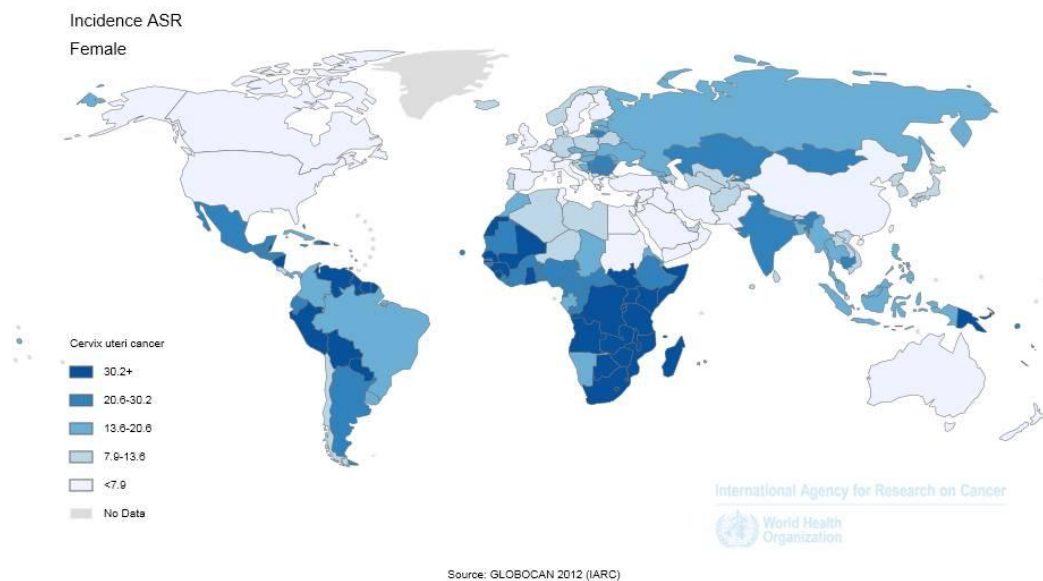 Incidence ASR
Female
Cervix uteri cancer
30.2+
20.6-30.2
13.6-20.6
7.9-13.6
<7.9
No Data
International Agency for Research on Cancer
World Health
Organization
Source: GLOBOCAN 2012 (IARC)